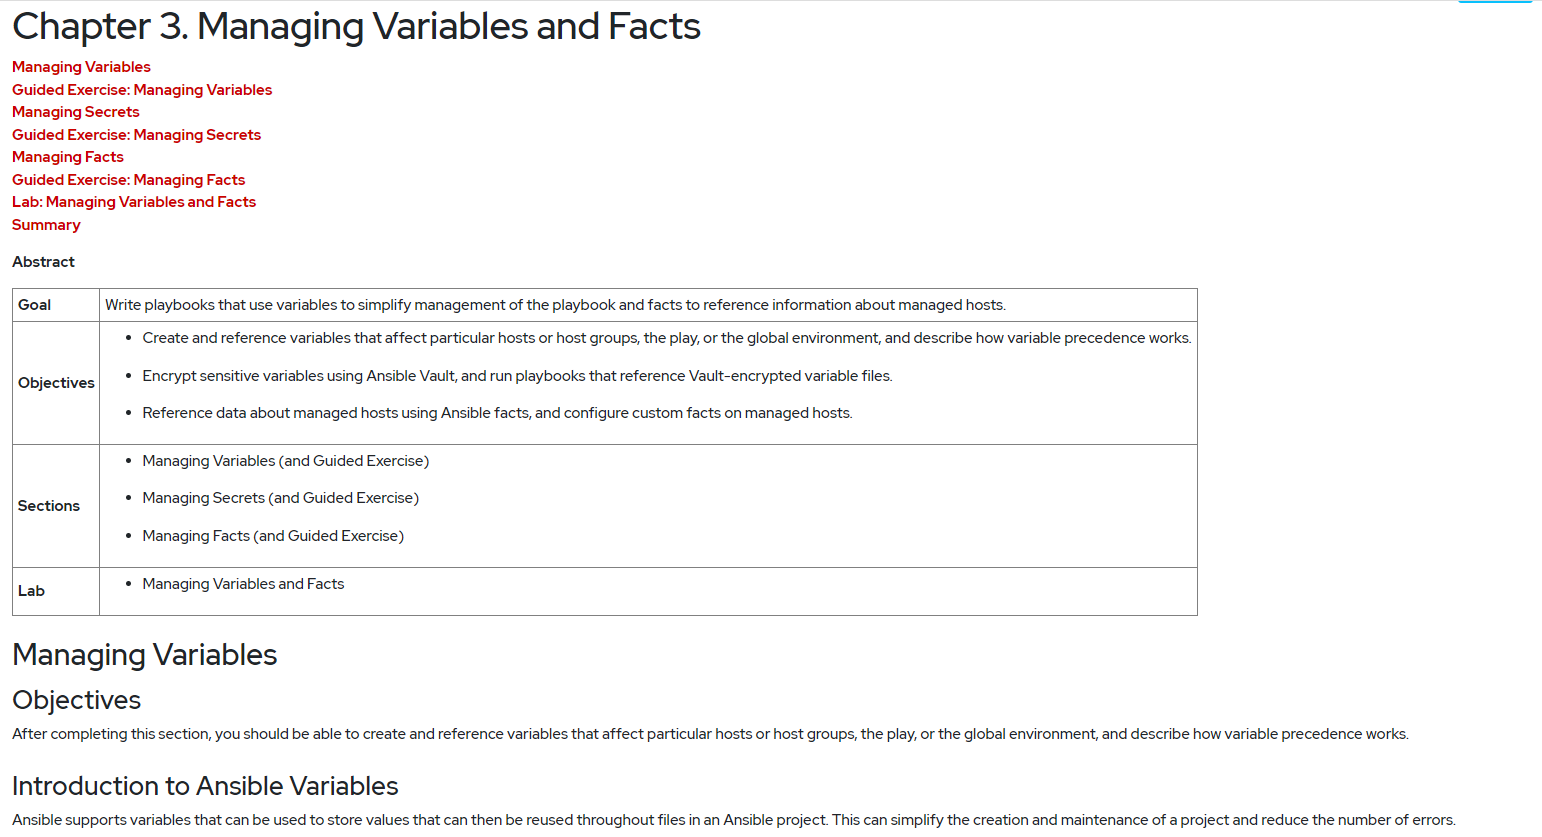 Chapter 3. Managing Variables and Facts
Managing Variables
Guided Exercise: Managing Variables
Managing Secrets
Guided Exercise: Managing Secrets
Managing Facts
Guided Exercise: Managing Facts
Lab: Managing Variables and Facts
Summary
Abstract
Goal
Write playbooks that use variables to simplify management of the playbook and facts to reference information about managed hosts.
Objectives
Create and reference variables that affect particular hosts or host groups, the play, or the global environment, and describe how variable precedence works.
Encrypt sensitive variables using Ansible Vault, and run playbooks that reference Vault-encrypted variable files.
Reference data about managed hosts using Ansible facts, and configure custom facts on managed hosts.
Sections
Managing Variables (and Guided Exercise)
Managing Secrets (and Guided Exercise)
Managing Facts (and Guided Exercise)
Lab
Managing Variables and Facts
Managing Variables
Objectives
After completing this section, you should be able to create and reference variables that affect particular hosts or host groups, the play, or the global environment, and describe how variable precedence works.
Introduction to Ansible Variables
Ansible supports variables that can be used to store values that can then be reused throughout files in an Ansible project. This can simplify the creation and maintenance of a project and reduce the number of errors.